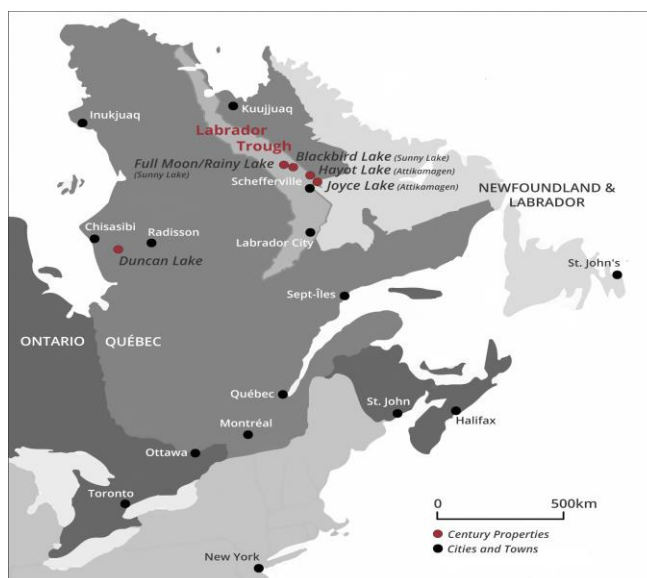 Inukjuaq
Kuujjuaq
Labrador
Trough
Blackbird Lake (Sunny Lake)
Full Moon/Rainy Lake
(Sunny Lake)
Hayot Lake (Attikamagen)
Schefferville
Joyce Lake (Attikamagen)
NEWFOUNDLAND &
LABRADOR
Chisasibi
Radisson
Labrador City
Duncan Lake
St. John's
Sept-Îles
ONTARIO
QUÉBEC
Québec
St. John
Montréal
Halifax
Ottawa
Toronto
0 500km
Century Properties
Cities and Towns
New York